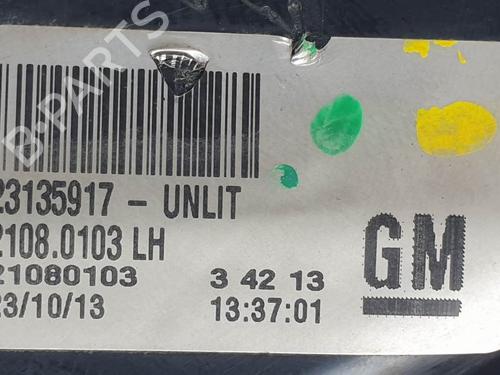 B-PARTS
23135917 - UNLIT
2108.0103 LH
21080103 3 42 13
23/10/13 13:37:01
GM